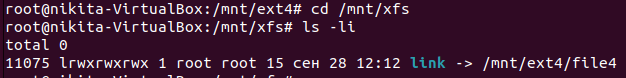 root@nikita-VirtualBox:/mnt/ext4# cd /mnt/xfs
root@nikita-VirtualBox:/mnt/xfs# ls -li
total 0
11075 lrwxrwxrwx 1 root root 15 сен 28 12:12 link -> /mnt/ext4/file4